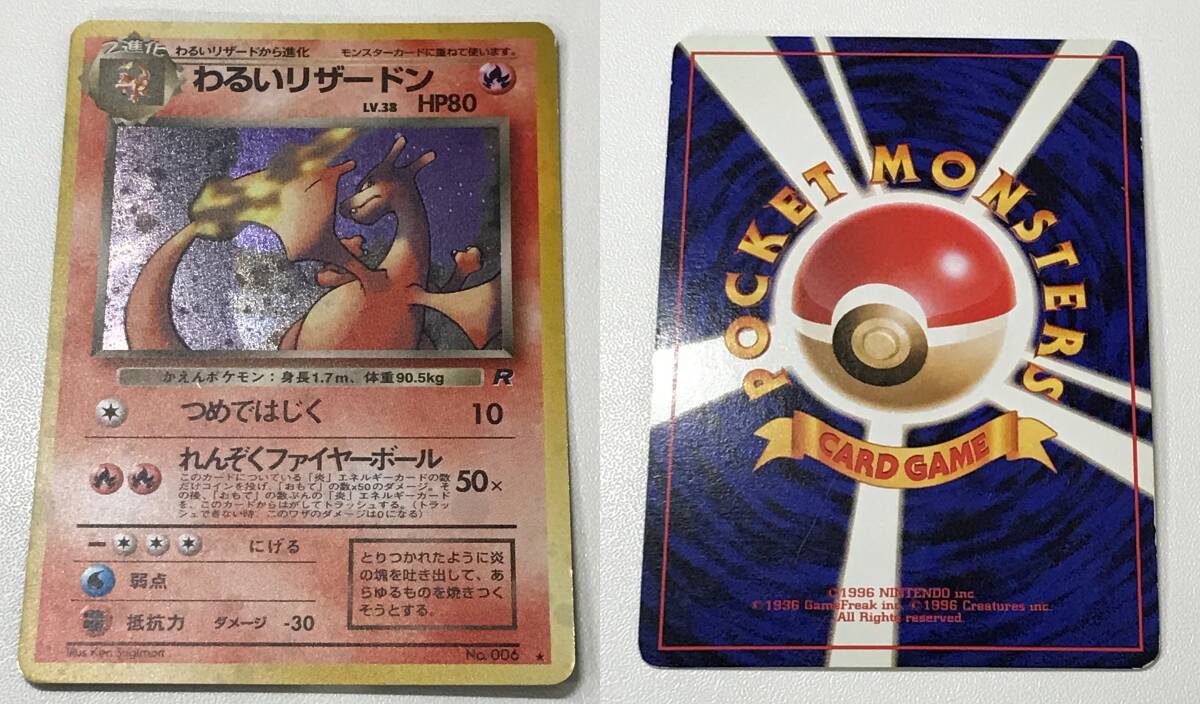 2進化
わるいリザードから進化 モンスターカードに重ねて使います。
わるいリザードン
LV.38 HP80
かえんポケモン：身長1.7m、体重90.5kg
R
つめではじく 10
れんぞくファイヤーボール
このカードについている「炎」エネルギーカードの数
だけコインを投げ、「おもて」の数×50のダメージ。そ
の後、「おもて」の数ぶんの「炎」エネルギーカード
を、このカードからはがしてトラッシュする。（トラッ
シュできない時、このワザのダメージは0になる）
50×
にげる
弱点
抵抗力 ダメージ -30
とりつかれたように炎
の塊を吐き出して、あ
らゆるものを焼きつく
そうとする。
Illus. Ken Sugimori
No. 006 ★
POCKET MONSTERS
CARD GAME
©1996 NINTENDO inc
©1996 GameFreak inc. ©1996 Creatures inc.
All Rights reserved.